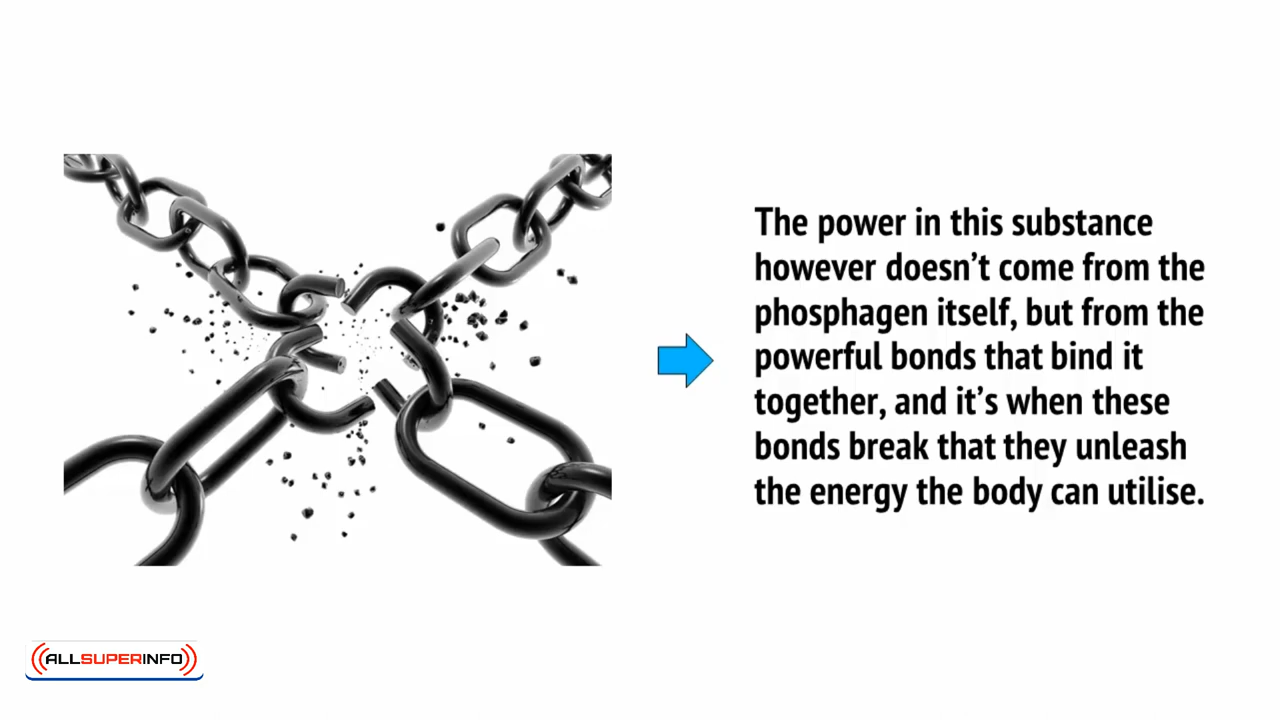 The power in this substance
however doesn't come from the
phosphagen itself, but from the
powerful bonds that bind it
together, and it's when these
bonds break that they unleash
the energy the body can utilise.
ALLSUPERINFO